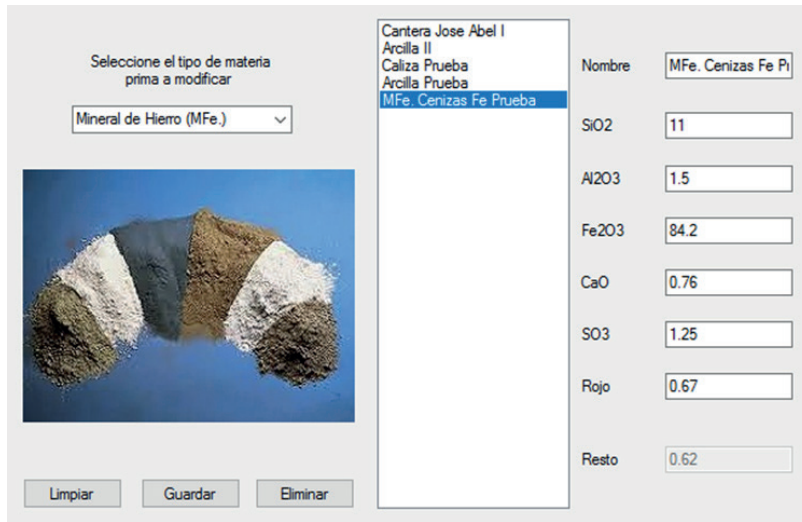 Seleccione el tipo de materia
prima a modificar
Mineral de Hierro (MFe.)
Cantera Jose Abel I
Arcilla II
Caliza Prueba
Arcilla Prueba
MFe. Cenizas Fe Prueba
Nombre
MFe. Cenizas Fe
SiO2
11
Al2O3
1.5
Fe2O3
84.2
CaO
0.76
SO3
1.25
Rojo
0.67
Resto
0.62
Limpiar
Guardar
Eliminar